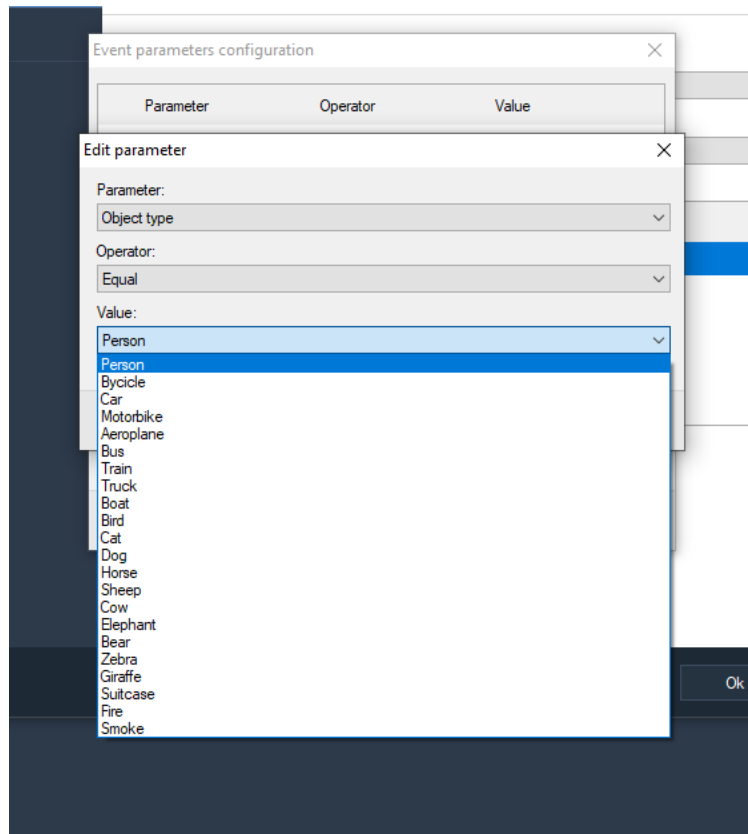 Event parameters configuration
Parameter Operator Value
Edit parameter
Parameter:
Object type
Operator:
Equal
Value:
Person
Person
Bycicle
Car
Motorbike
Aeroplane
Bus
Train
Truck
Boat
Bird
Cat
Dog
Horse
Sheep
Cow
Elephant
Bear
Zebra
Giraffe
Suitcase
Fire
Smoke
Ok